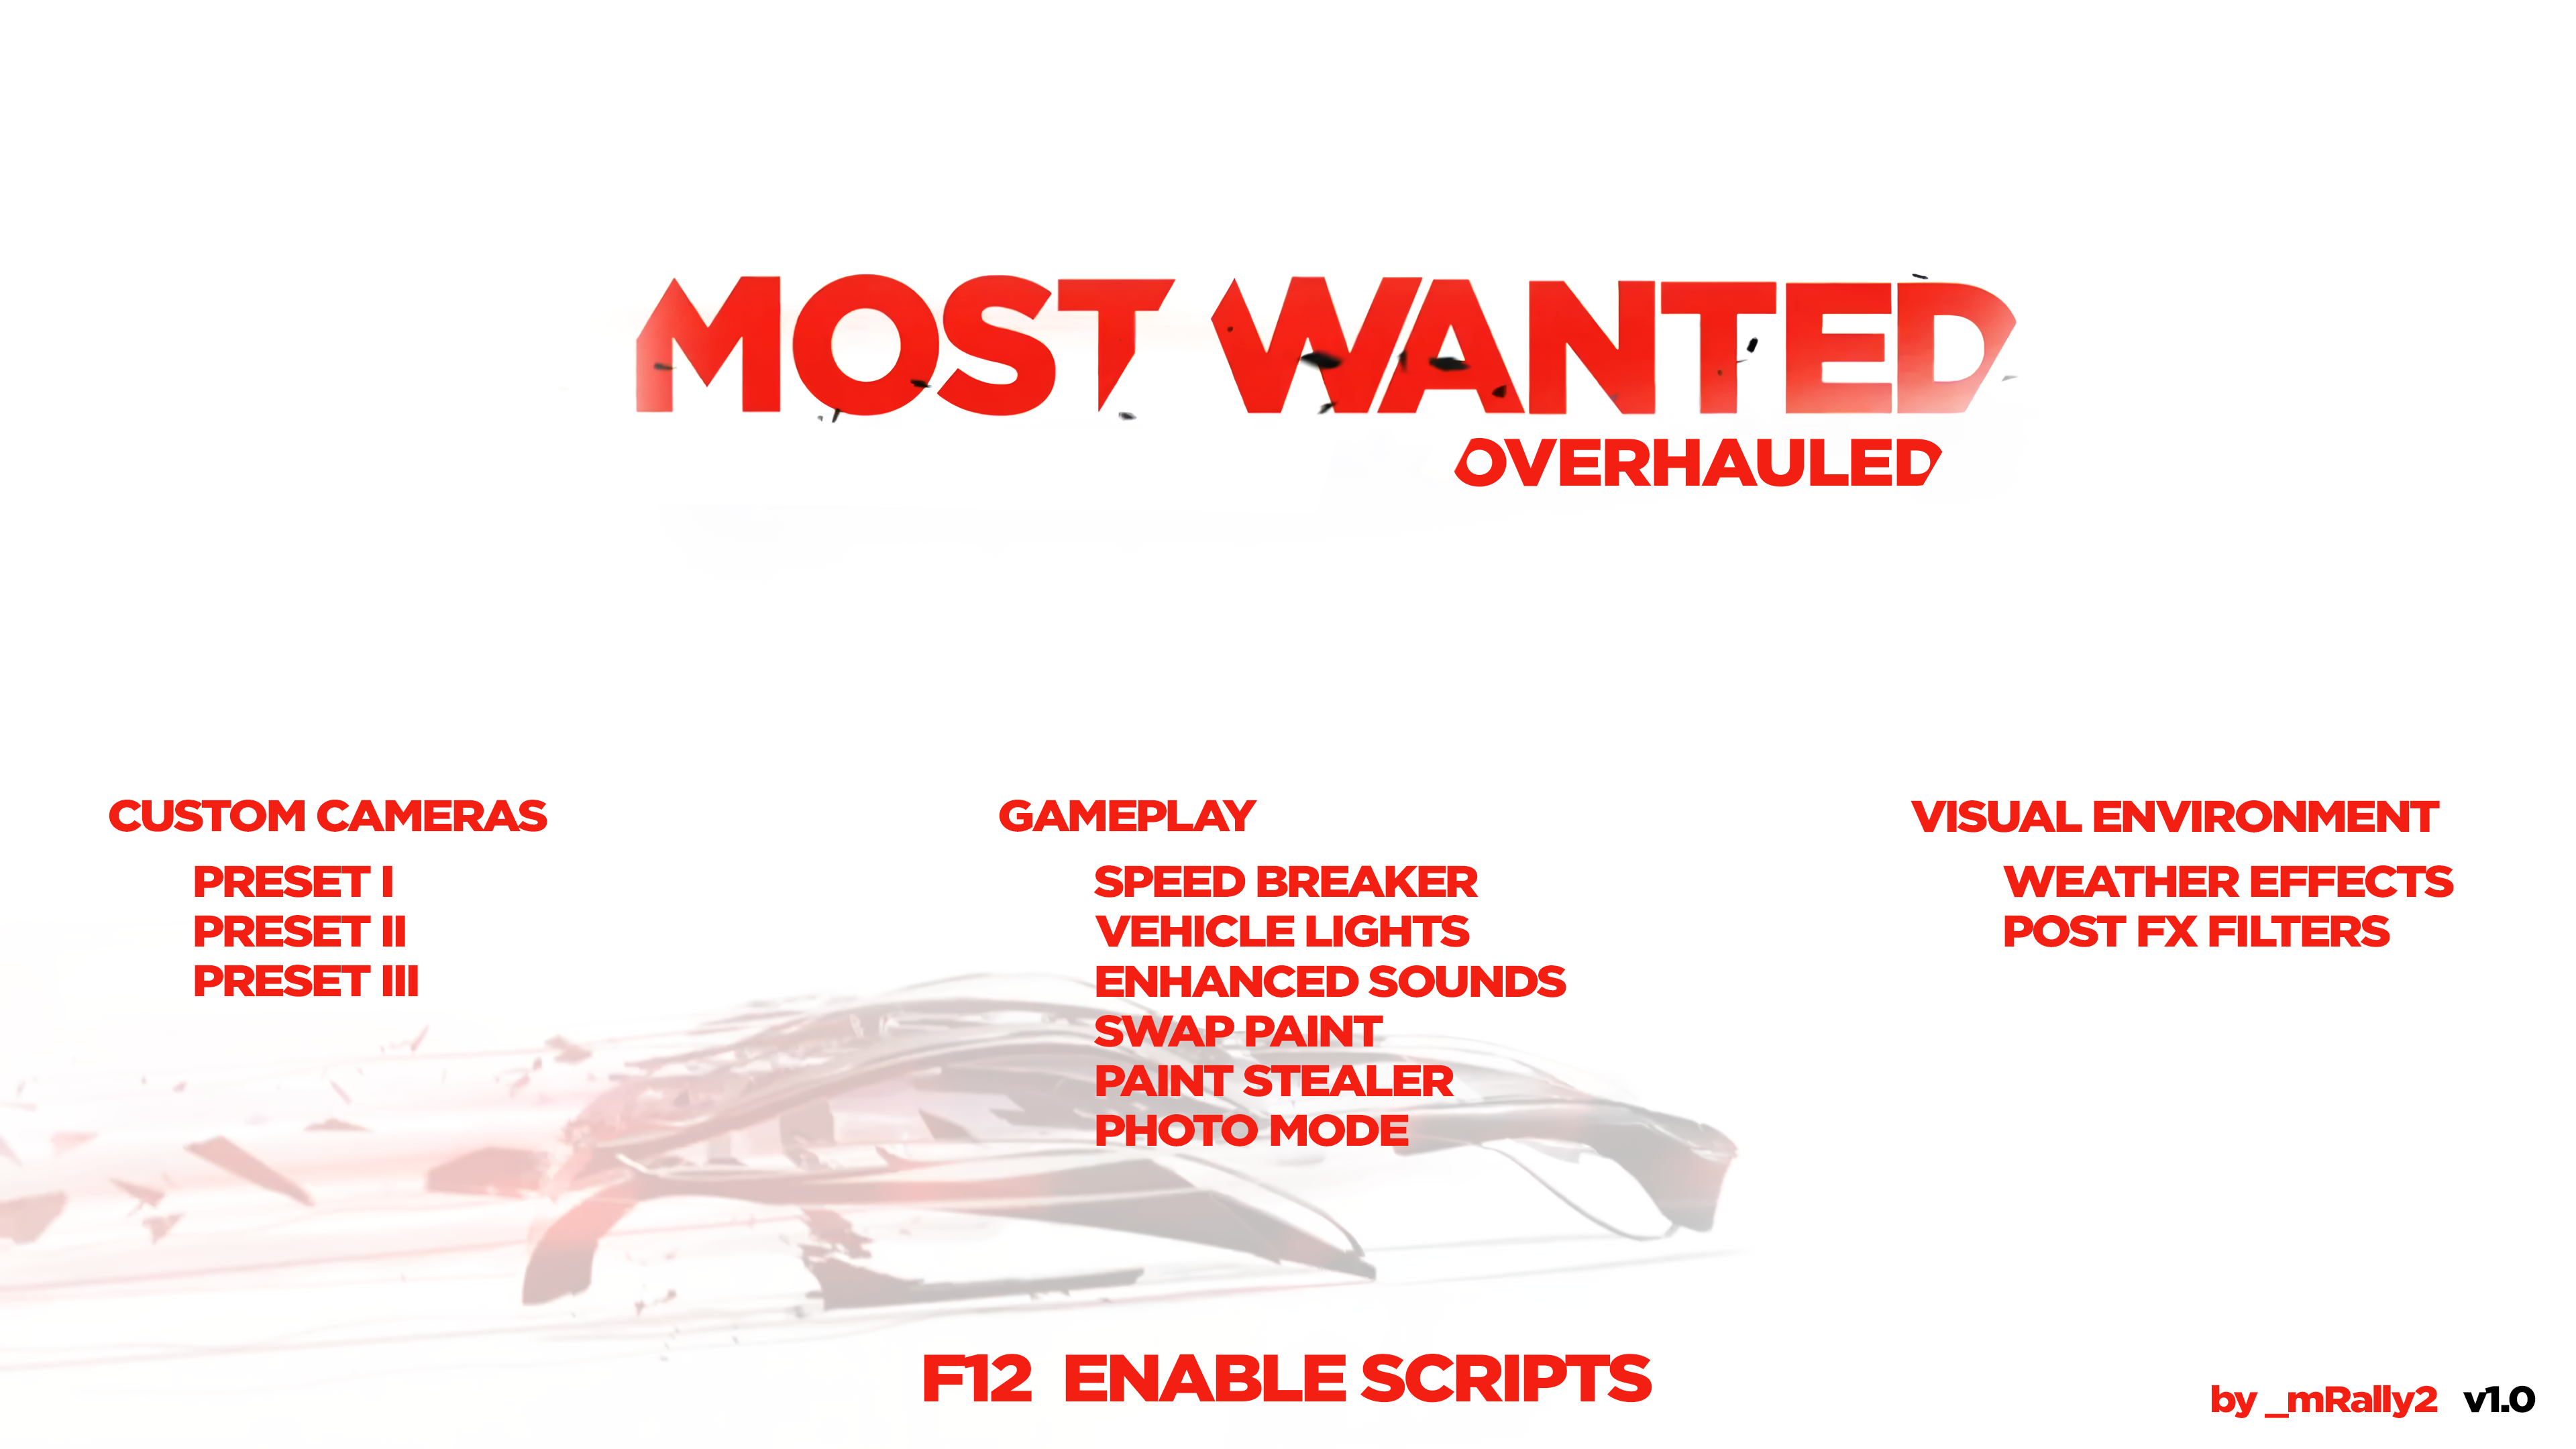 MOST WANTED
OVERHAULED
CUSTOM CAMERAS
PRESET I
PRESET II
PRESET III
GAMEPLAY
SPEED BREAKER
VEHICLE LIGHTS
ENHANCED SOUNDS
SWAP PAINT
PAINT STEALER
PHOTO MODE
VISUAL ENVIRONMENT
WEATHER EFFECTS
POST FX FILTERS
F12 ENABLE SCRIPTS
by _mRally2 v1.0